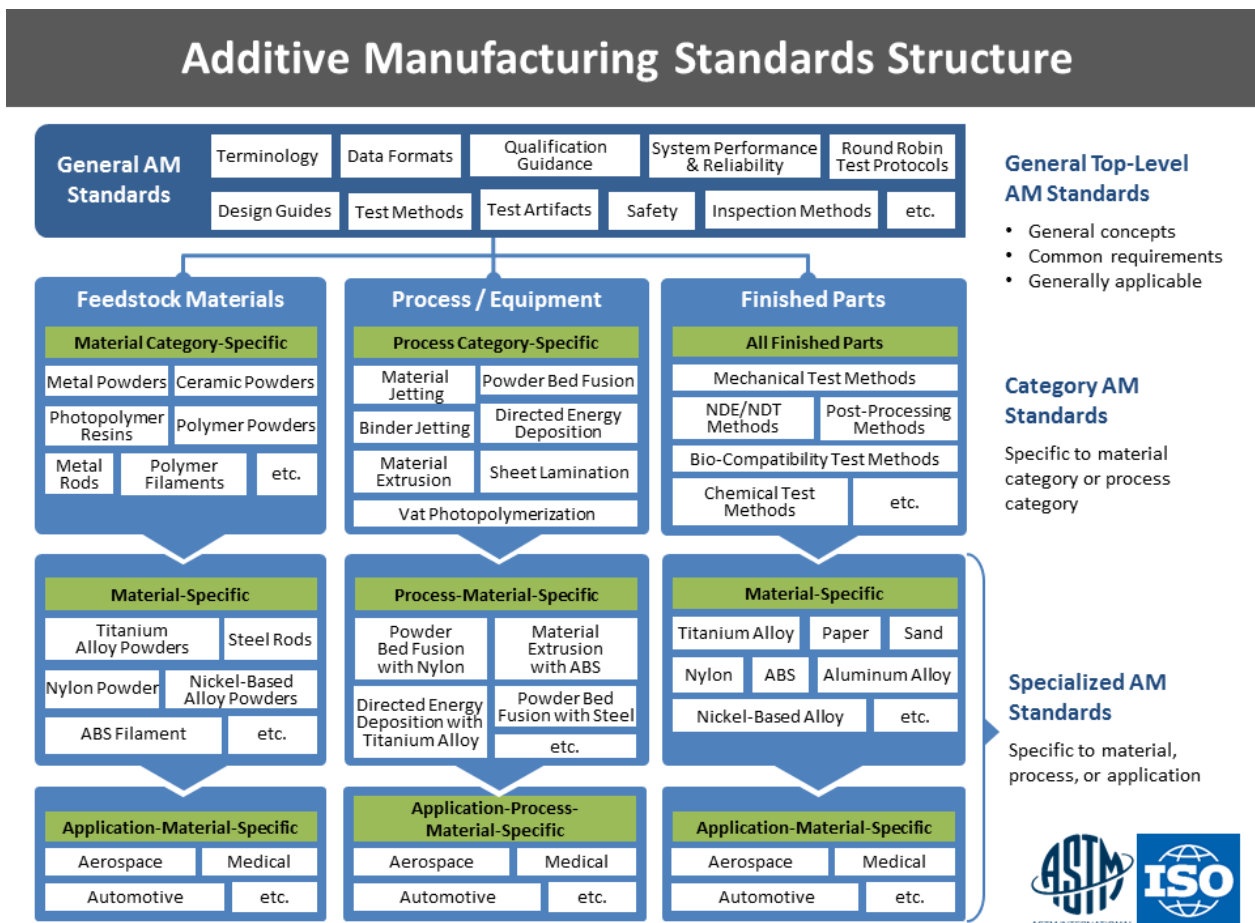 Additive Manufacturing Standards Structure
General AM
Standards
Terminology
Data Formats
Qualification
Guidance
System Performance
& Reliability
Round Robin
Test Protocols
Design Guides
Test Methods
Test Artifacts
Safety
Inspection Methods
etc.
General Top-Level
AM Standards
• General concepts
• Common requirements
• Generally applicable
Feedstock Materials
Material Category-Specific
Metal Powders
Ceramic Powders
Photopolymer
Resins
Polymer Powders
Metal
Rods
Polymer
Filaments
etc.
Process / Equipment
Process Category-Specific
Material
Jetting
Powder Bed Fusion
Binder Jetting
Directed Energy
Deposition
Material
Extrusion
Sheet Lamination
Vat Photopolymerization
Finished Parts
All Finished Parts
Mechanical Test Methods
NDE/NDT
Methods
Post-Processing
Methods
Bio-Compatibility Test Methods
Chemical Test
Methods
etc.
Category AM
Standards
Specific to material
category or process
category
Material-Specific
Titanium
Alloy Powders
Steel Rods
Nylon Powder
Nickel-Based
Alloy Powders
ABS Filament
etc.
Process-Material-Specific
Powder
Bed Fusion
with Nylon
Material
Extrusion
with ABS
Directed Energy
Deposition with
Titanium Alloy
Powder Bed
Fusion with Steel
etc.
Material-Specific
Titanium Alloy
Paper
Sand
Nylon
ABS
Aluminum Alloy
Nickel-Based Alloy
etc.
Specialized AM
Standards
Specific to material,
process, or application
Application-Material-Specific
Aerospace
Medical
Automotive
etc.
Application-Process-
Material-Specific
Aerospace
Medical
Automotive
etc.
Application-Material-Specific
Aerospace
Medical
Automotive
etc.
ASTM
ASTM INTERNATIONAL
ISO